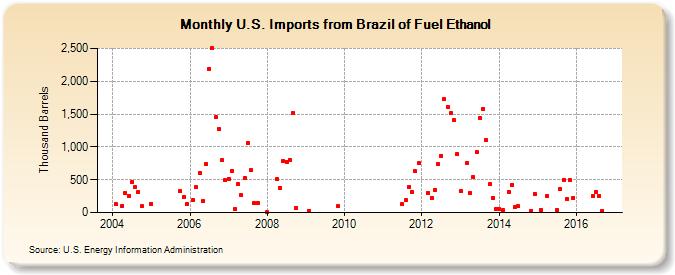 Monthly U.S. Imports from Brazil of Fuel Ethanol
Thousand Barrels
2,500
2,000
1,500
1,000
500
0
2004 2006 2008 2010 2012 2014 2016
Source: U.S. Energy Information Administration